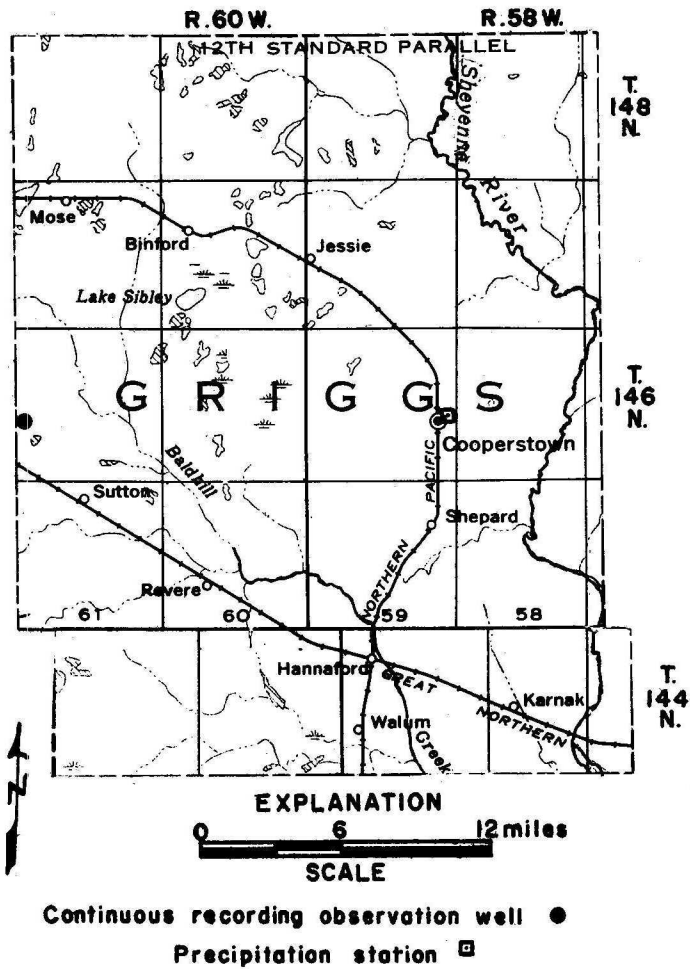 R. 60 W. R. 58 W.
12TH STANDARD PARALLEL
T. 148 N.
Sheyenne River
Mose
Binford
Jessie
Lake Sibley
GRIGGS
T. 146 N.
Cooperstown
PACIFIC
Baldhill
Sutton
Shepard
NORTHERN
Revere
61 60 59 58
Hannaford
GREAT
T. 144 N.
Karnak
NORTHERN
Walum
Creek
N
EXPLANATION
0 6 12 miles
SCALE
Continuous recording observation well
Precipitation station